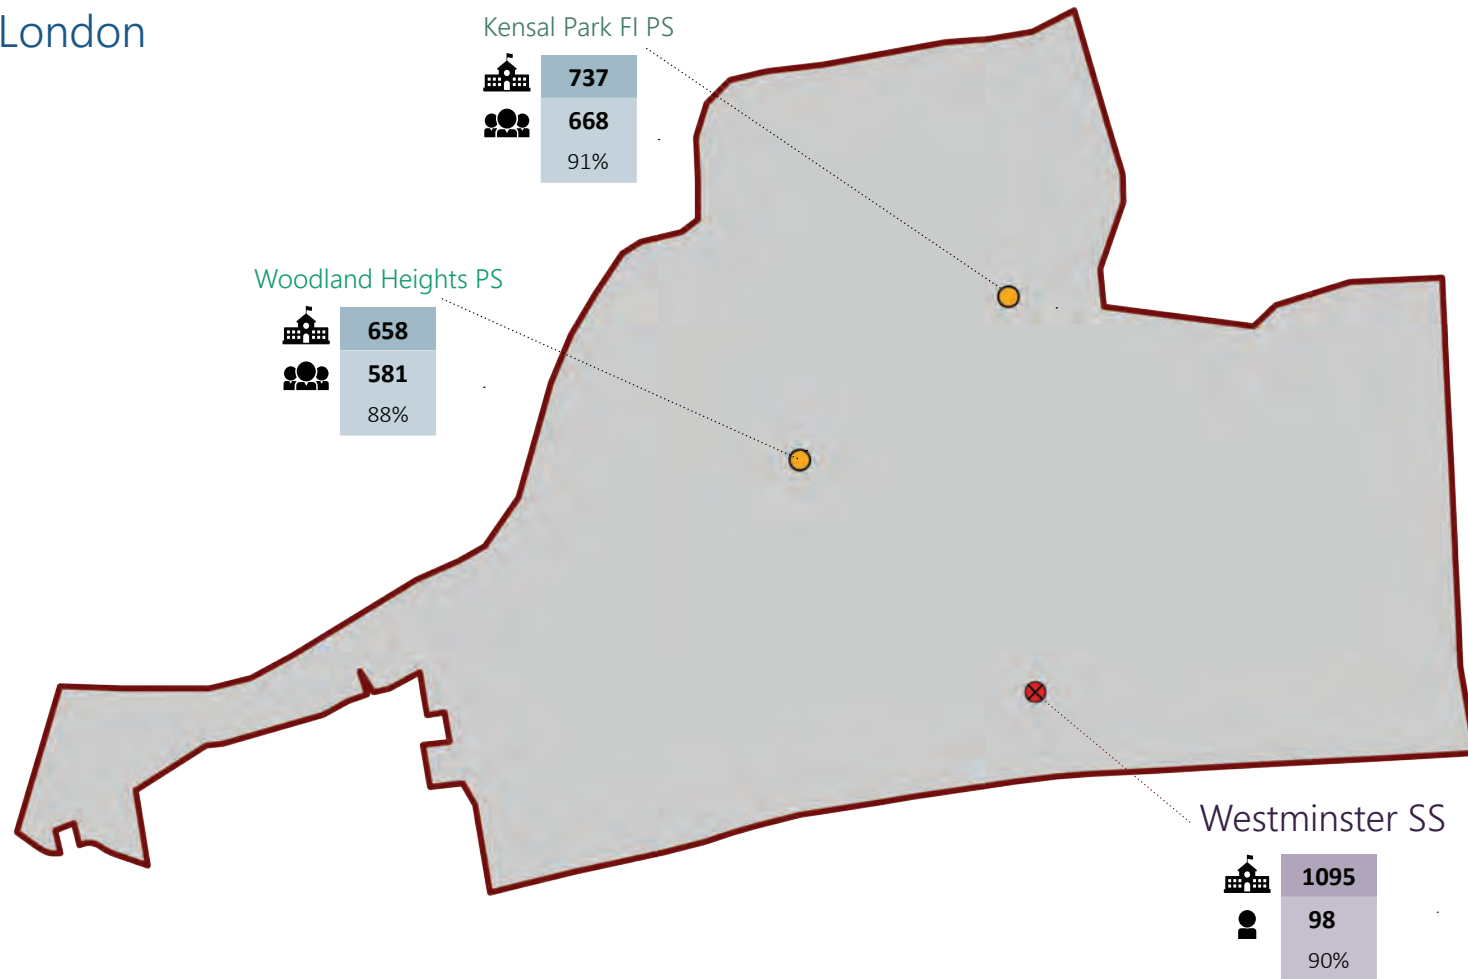 London
Kensal Park FI PS
737
668
91%
Woodland Heights PS
658
581
88%
Westminster SS
1095
98
90%